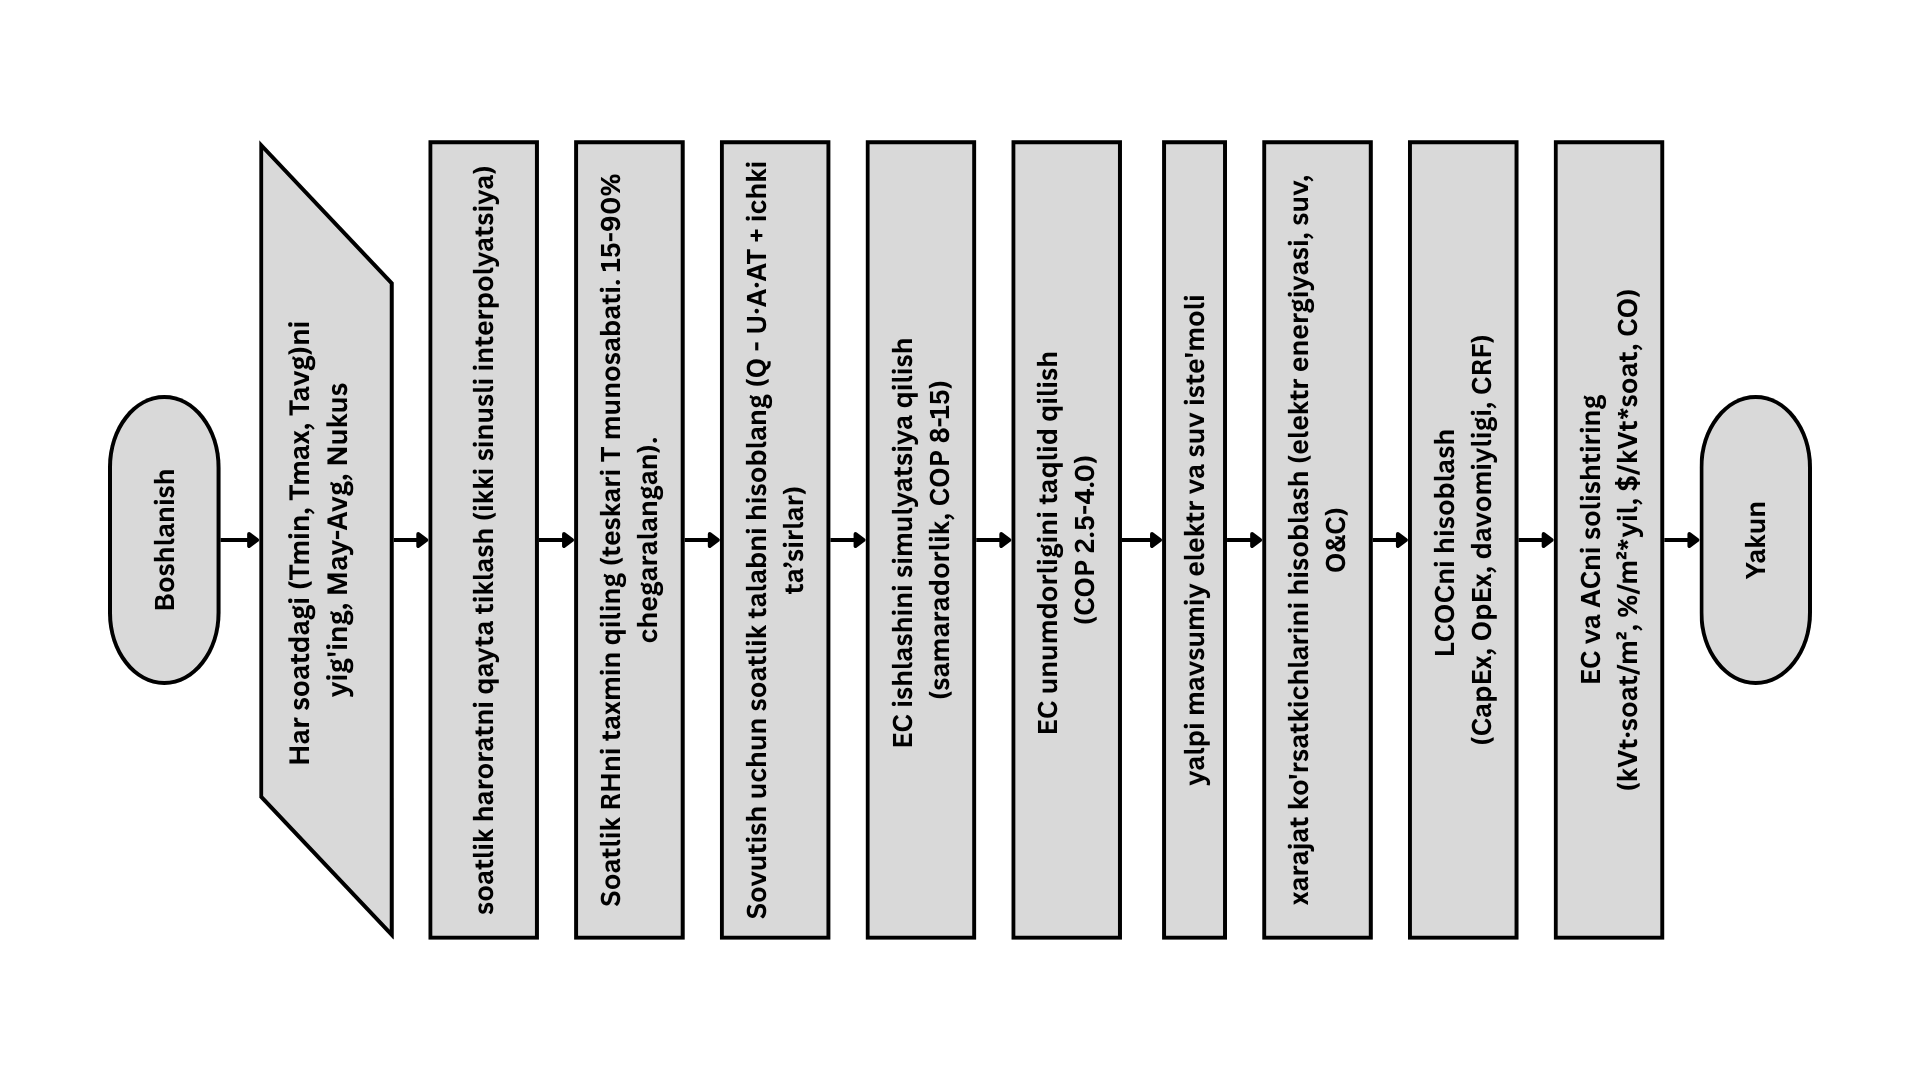 Boshlanish
Har soatdagi (Tmin, Tmax, Tavg)ni
yig'ing, May-Avg, Nukus
soatlik haroratni qayta tiklash (ikki sinusli interpolyatsiya)
Soatlik RHni taxmin qiling (teskari T munosabati. 15-90%
chegaralangan).
Sovutish uchun soatlik talabni hisoblang (Q - U·A·AT + ichki
ta’sirlar)
EC ishlashini simulyatsiya qilish
(samaradorlik, COP 8-15)
EC unumdorligini taqlid qilish
(COP 2.5-4.0)
yalpi mavsumiy elektr va suv iste'moli
xarajat ko'rsatkichlarini hisoblash (elektr energiyasi, suv,
O&C)
LCOCni hisoblash
(CapEx, OpEx, davomiyligi, CRF)
EC va ACni solishtiring
(kVt·soat/m², %/m²*yil, $/kVt*soat, CO)
Yakun